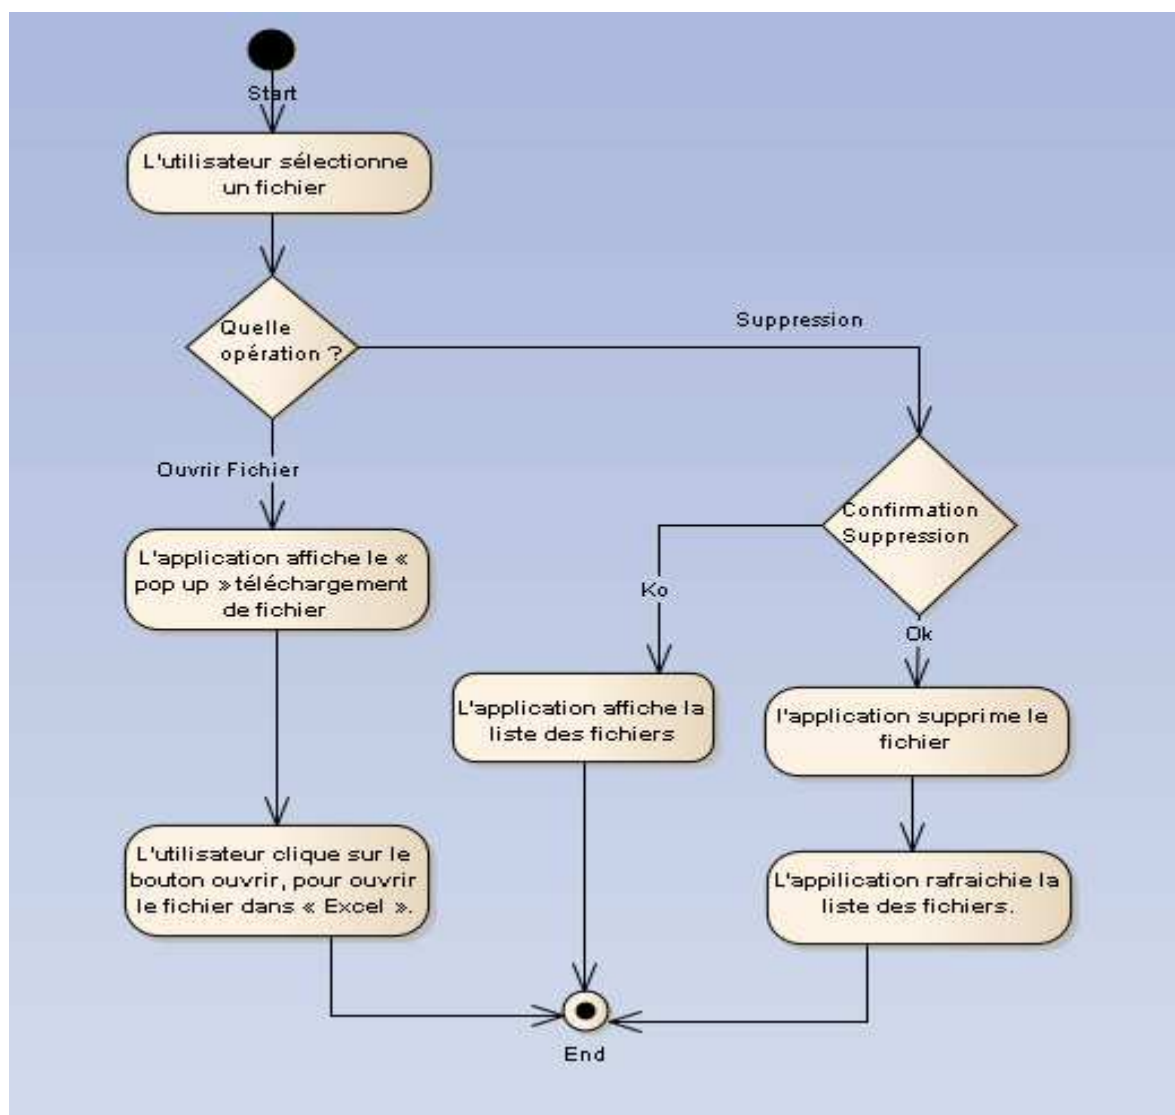 Start
L'utilisateur sélectionne
un fichier
Quelle
opération ?
Suppression
Ouvrir Fichier
Confirmation
Suppression
L'application affiche le «
pop up » téléchargement
de fichier
Ko
Ok
L'application affiche la
liste des fichiers
l'application supprime le
fichier
L'utilisateur clique sur le
bouton ouvrir, pour ouvrir
le fichier dans « Excel ».
L'appilication rafraichie la
liste des fichiers.
End